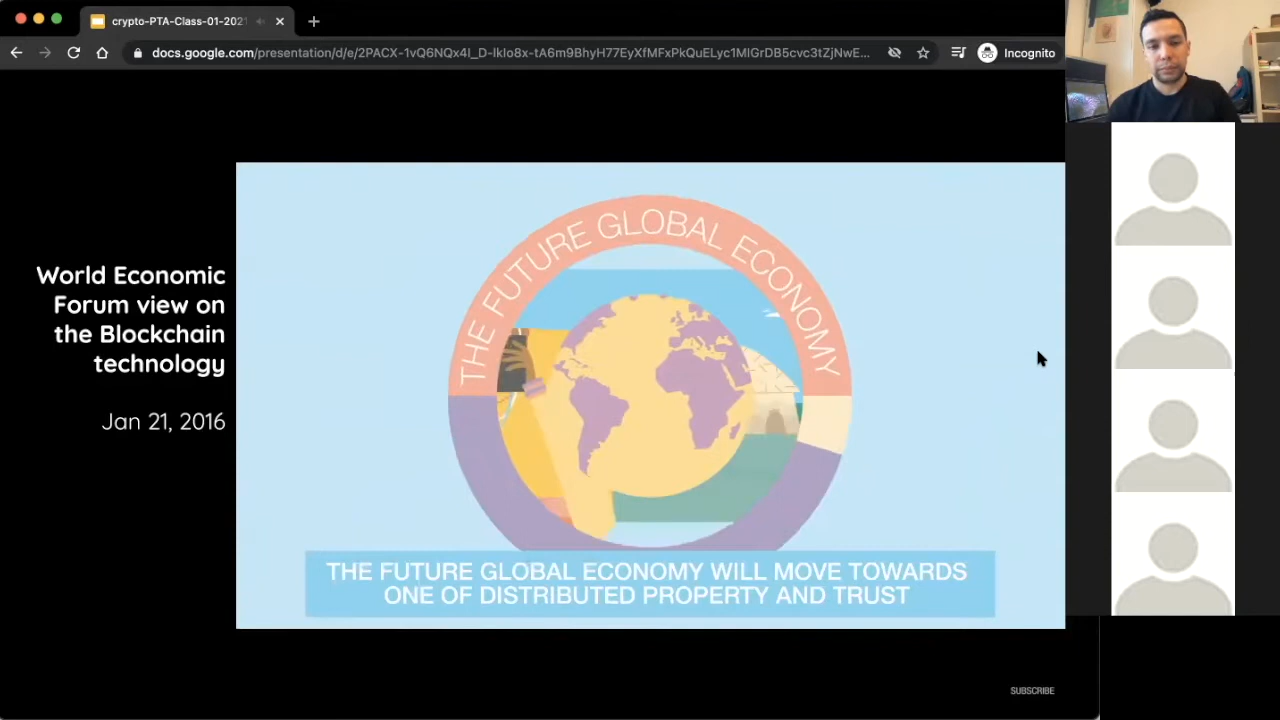 crypto-PTA-Class-01-2021
docs.google.com/presentation/d/e/2PACX-1vQ6NQx4I_D-lkIo8x-tA6m9BhyH77EyXfMFxPkQuELyc1MIGrDB5cvc3tZjNwE...
Incognito
World Economic
Forum view on
the Blockchain
technology
Jan 21, 2016
THE FUTURE GLOBAL ECONOMY
THE FUTURE GLOBAL ECONOMY WILL MOVE TOWARDS
ONE OF DISTRIBUTED PROPERTY AND TRUST
SUBSCRIBE